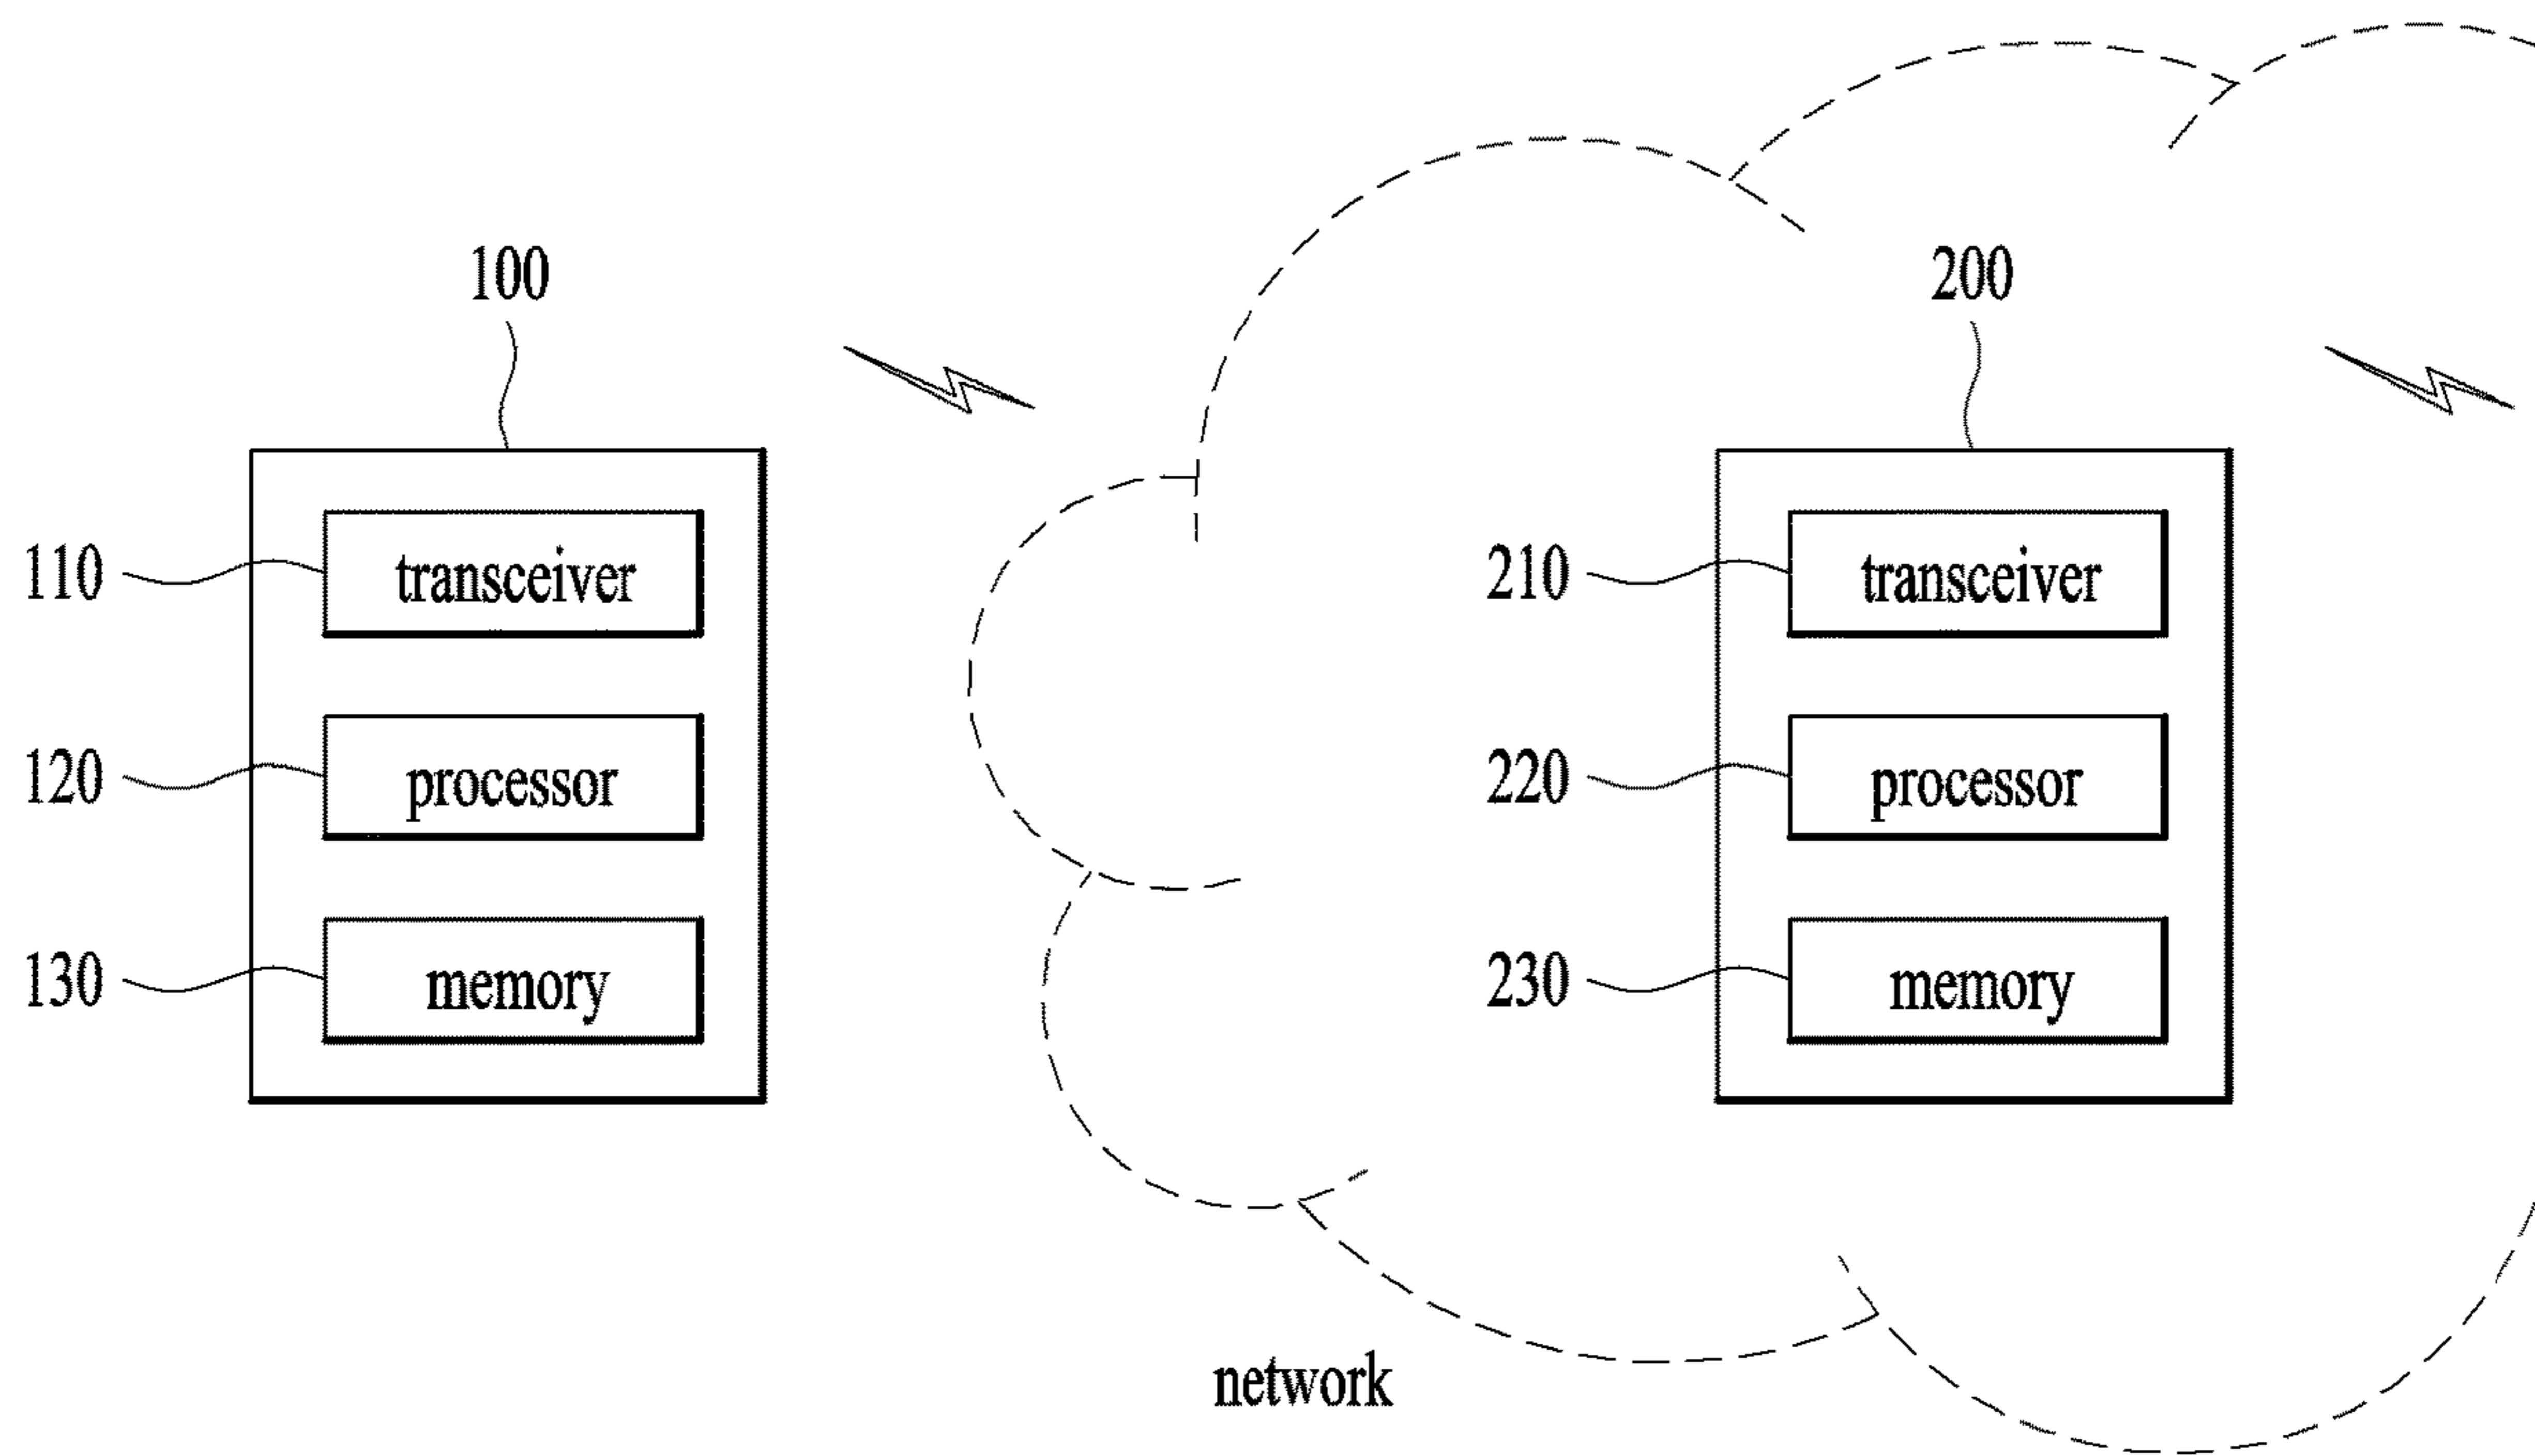 100
200
110
transceiver
210
transceiver
120
processor
220
processor
130
memory
230
memory
network